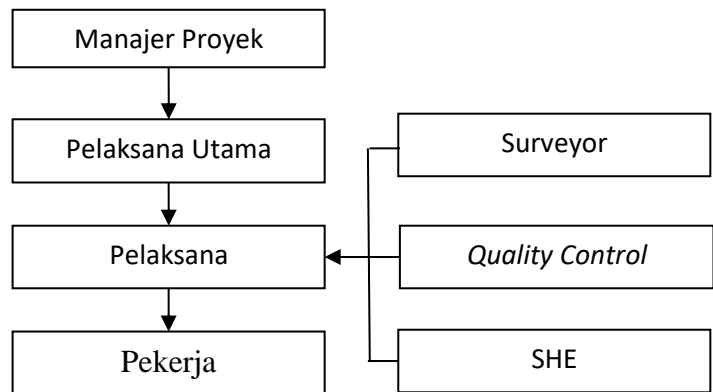 Manajer Proyek
Pelaksana Utama
Surveyor
Pelaksana
Quality Control
Pekerja
SHE